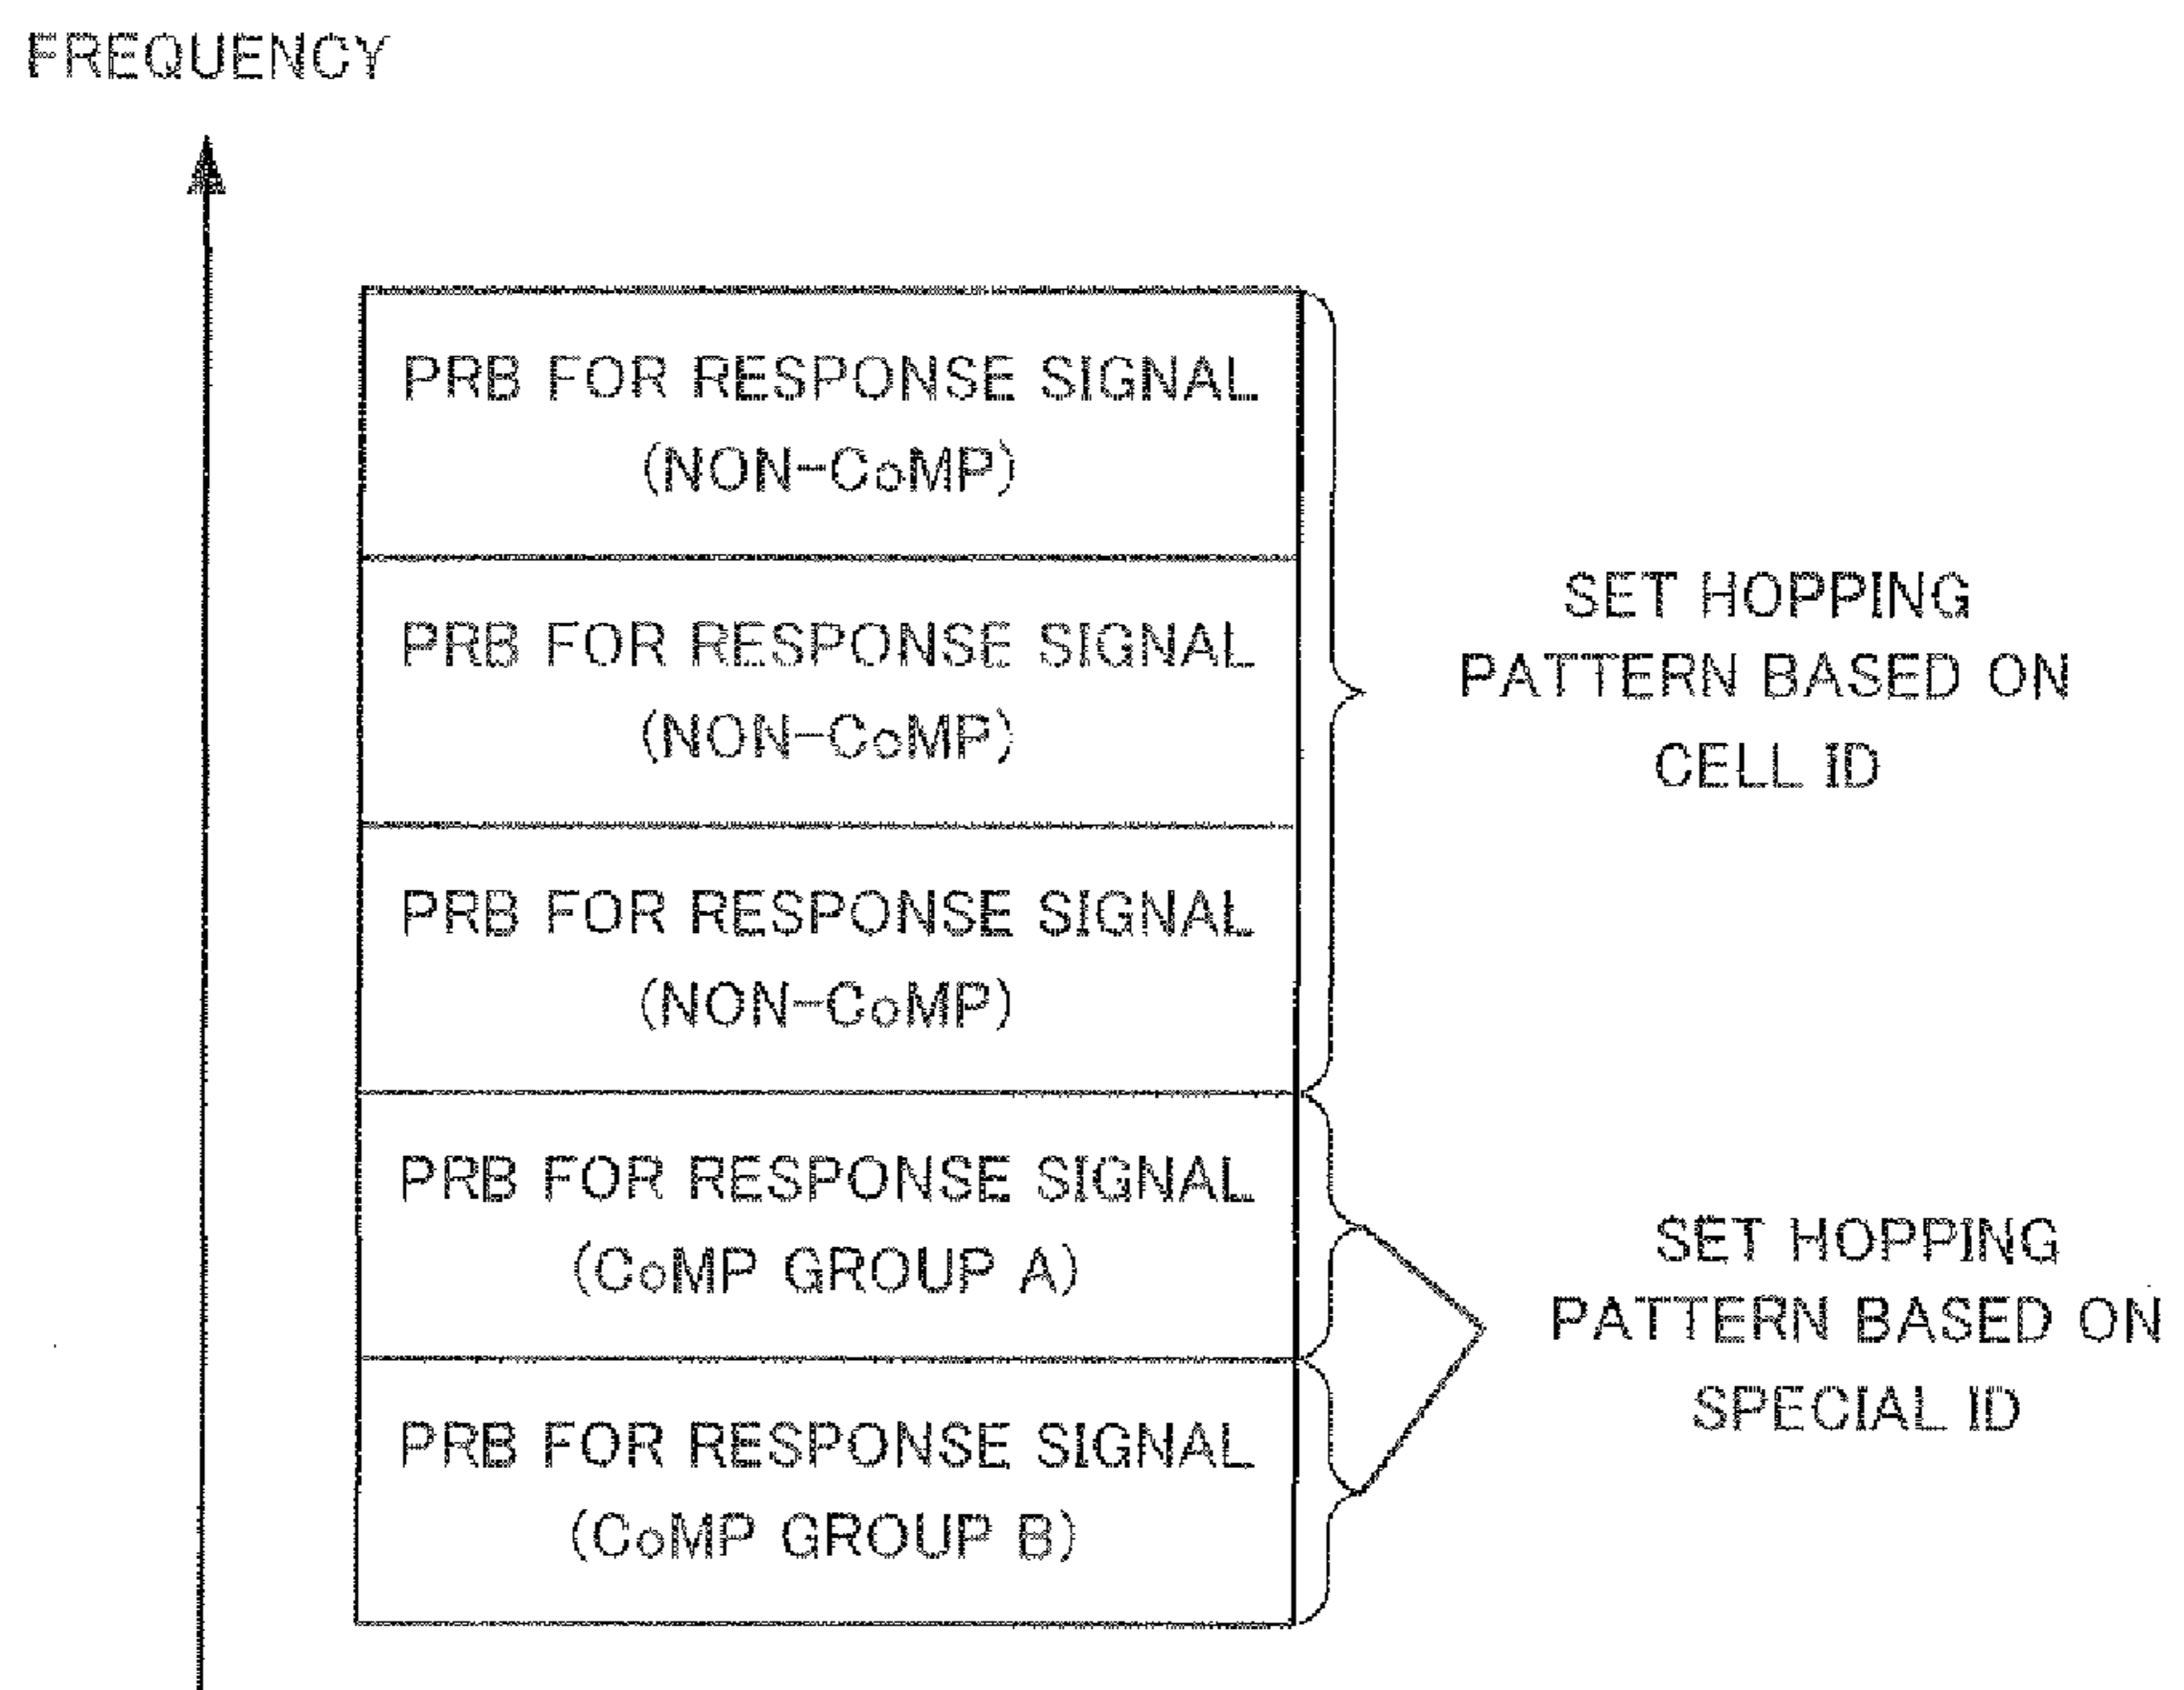 FREQUENCY
PRB FOR RESPONSE SIGNAL
(NON-CoMP)
PRB FOR RESPONSE SIGNAL
(NON-CoMP)
PRB FOR RESPONSE SIGNAL
(NON-CoMP)
SET HOPPING
PATTERN BASED ON
CELL ID
PRB FOR RESPONSE SIGNAL
(CoMP GROUP A)
PRB FOR RESPONSE SIGNAL
(CoMP GROUP B)
SET HOPPING
PATTERN BASED ON
SPECIAL ID